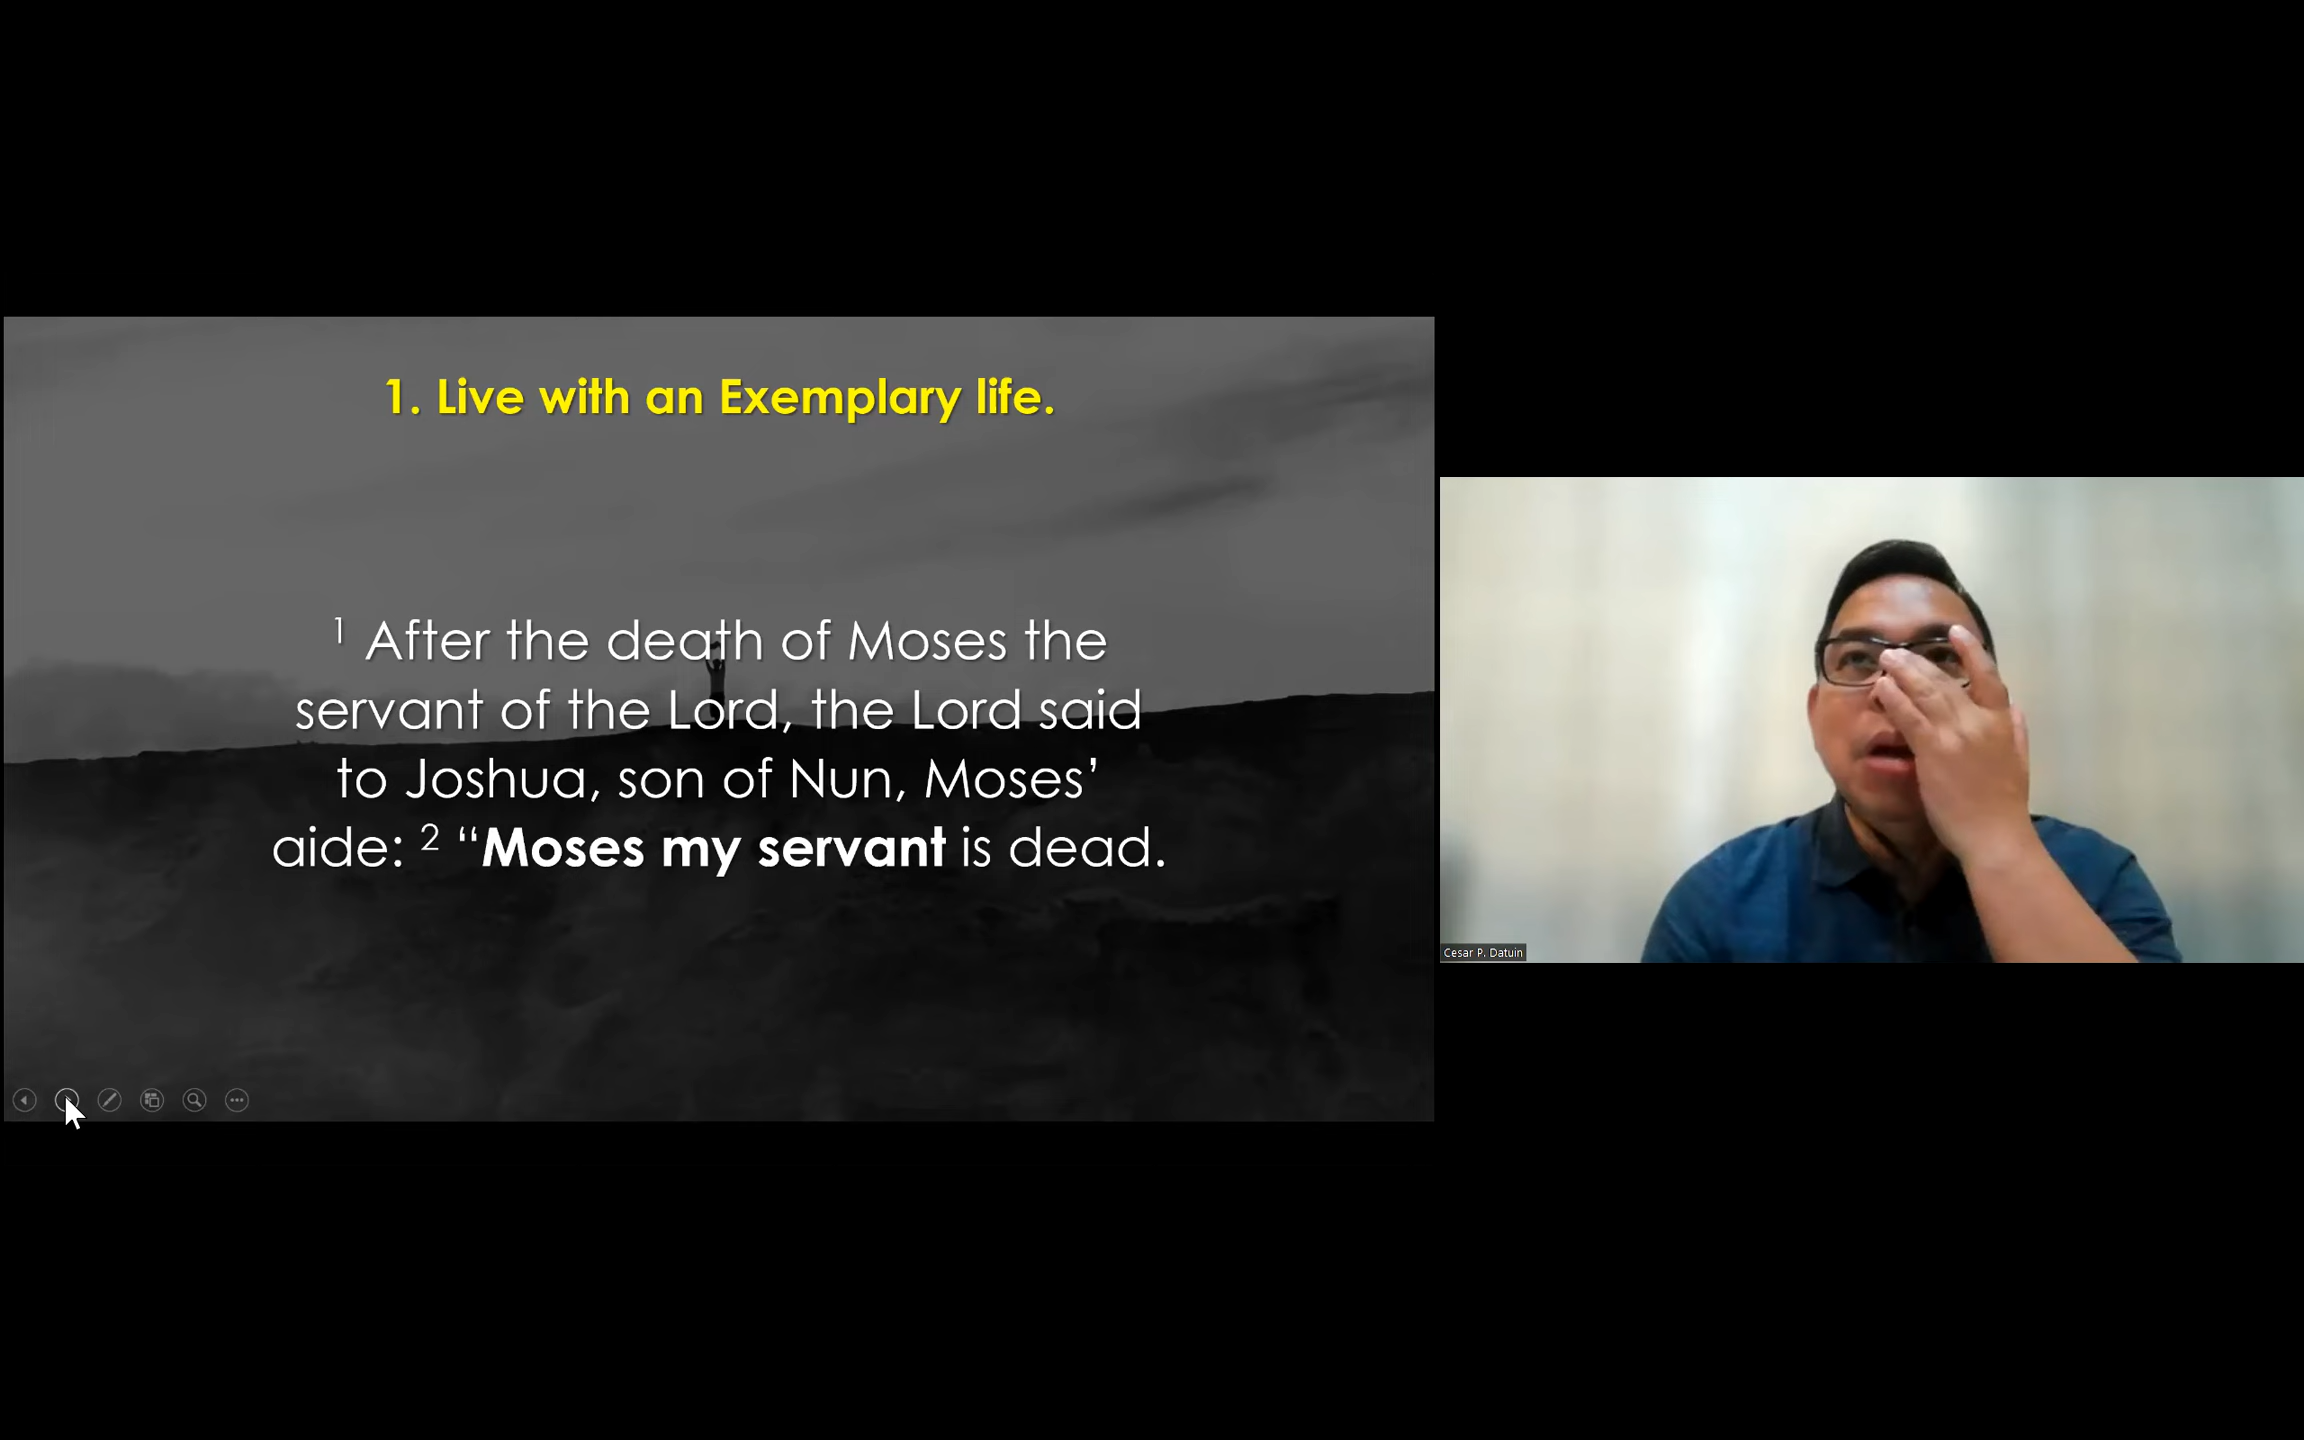 1. Live with an Exemplary life.
1 After the death of Moses the
servant of the Lord, the Lord said
to Joshua, son of Nun, Moses’
aide: 2 “Moses my servant is dead.
Cesar P. Datuin